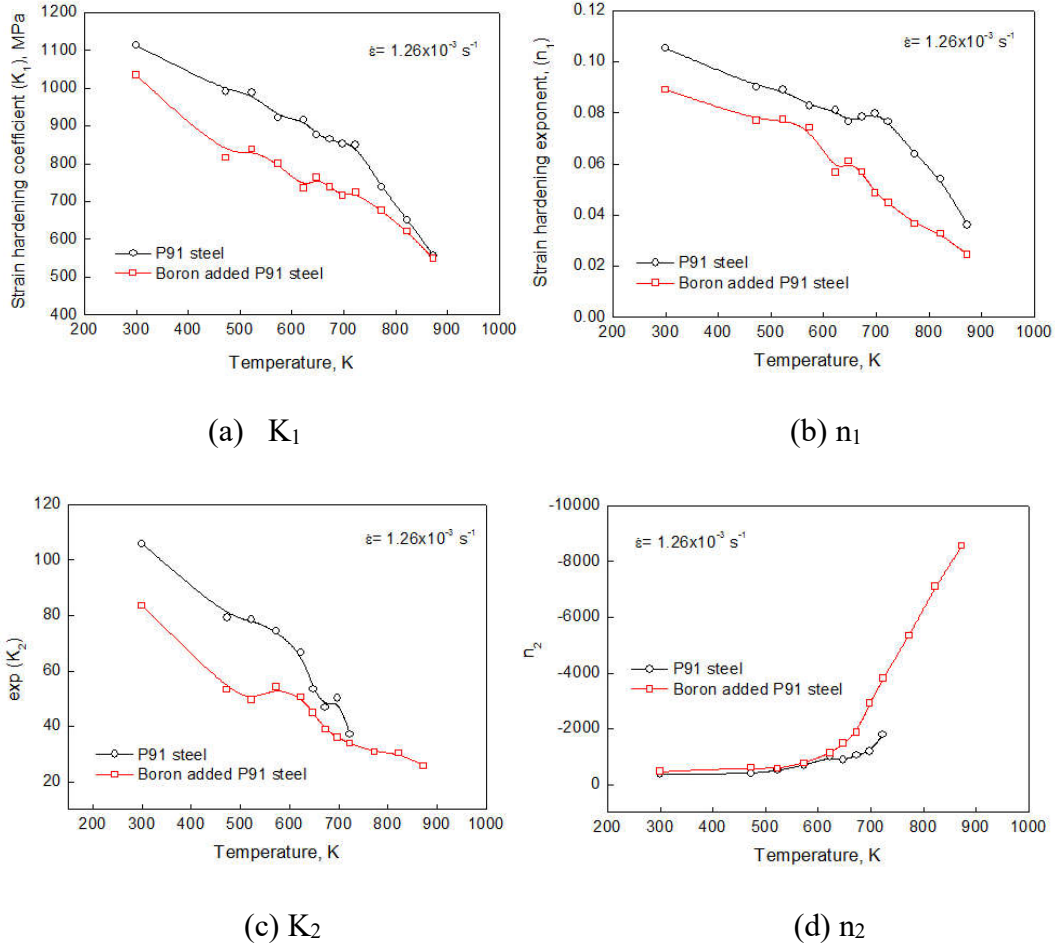 1200
1100
1000
900
800
700
600
500
400
Strain hardening coefficient (K₁), MPa
ε̇= 1.26x10⁻³ s⁻¹
P91 steel
Boron added P91 steel
200 300 400 500 600 700 800 900 1000
Temperature, K
(a) K₁
0.12
0.10
0.08
0.06
0.04
0.02
0.00
Strain hardening exponent, (n₁)
ε̇= 1.26x10⁻³ s⁻¹
P91 steel
Boron added P91 steel
200 300 400 500 600 700 800 900 1000
Temperature, K
(b) n₁
120
100
80
60
40
20
exp (K₂)
ε̇= 1.26x10⁻³ s⁻¹
P91 steel
Boron added P91 steel
200 300 400 500 600 700 800 900 1000
Temperature, K
(c) K₂
-10000
-8000
-6000
-4000
-2000
0
n₂
ε̇= 1.26x10⁻³ s⁻¹
P91 steel
Boron added P91 steel
200 300 400 500 600 700 800 900 1000
Temperature, K
(d) n₂